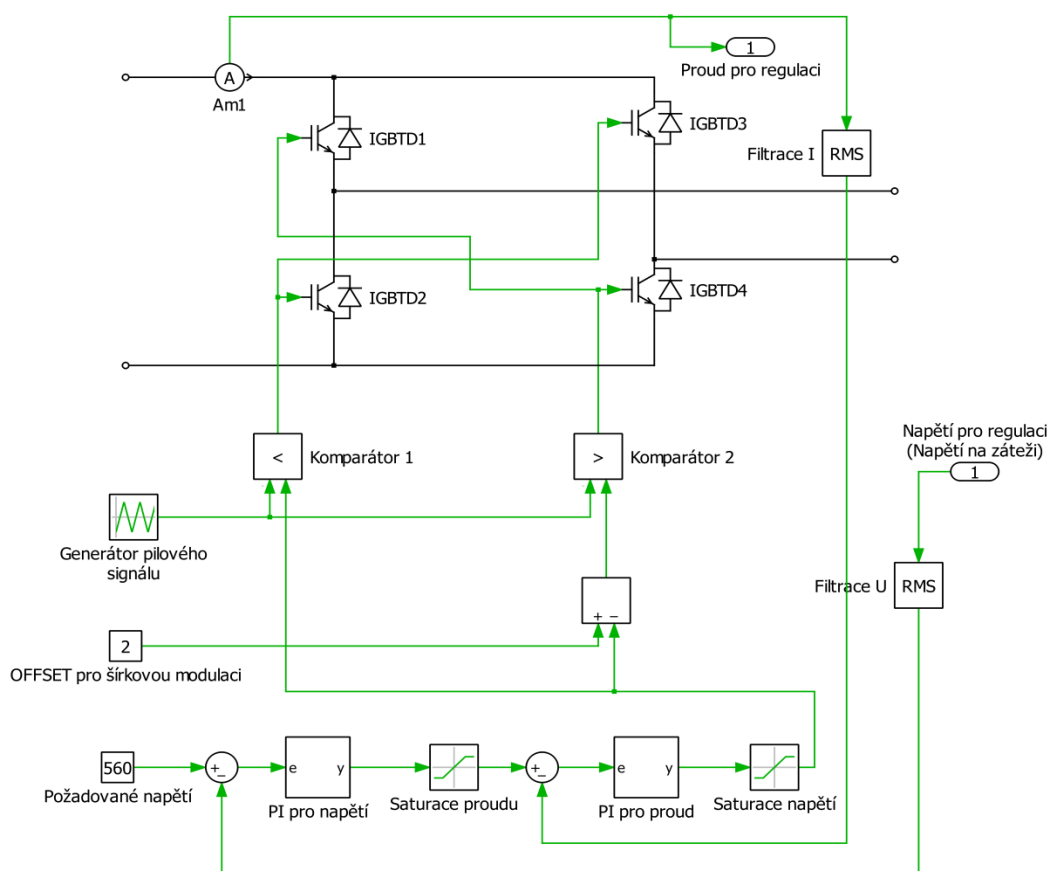 1
Proud pro regulaci
A
Am1
IGBTD1
IGBTD3
Filtrace I
RMS
IGBTD2
IGBTD4
<
Komparátor 1
>
Komparátor 2
Napětí pro regulaci
(Napětí na záteži)
1
Generátor pilového
signálu
Filtrace U
RMS
+ −
2
OFFSET pro šírkovou modulaci
560
Požadované napětí
+
−
e
y
PI pro napětí
Saturace proudu
+
−
e
y
PI pro proud
Saturace napětí